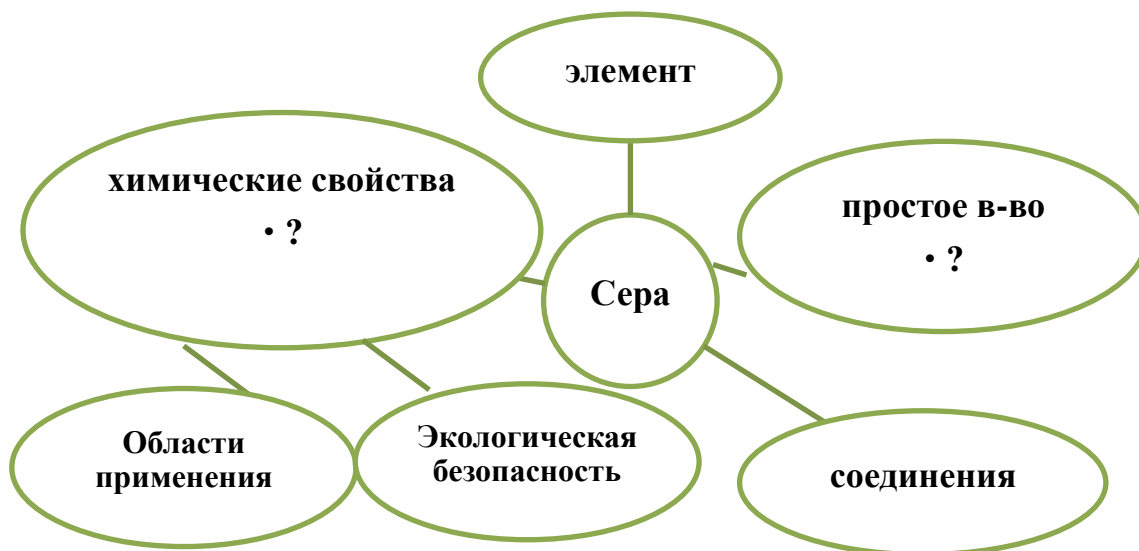 элемент
химические свойства
• ?
простое в-во
• ?
Сера
Области
применения
Экологическая
безопасность
соединения